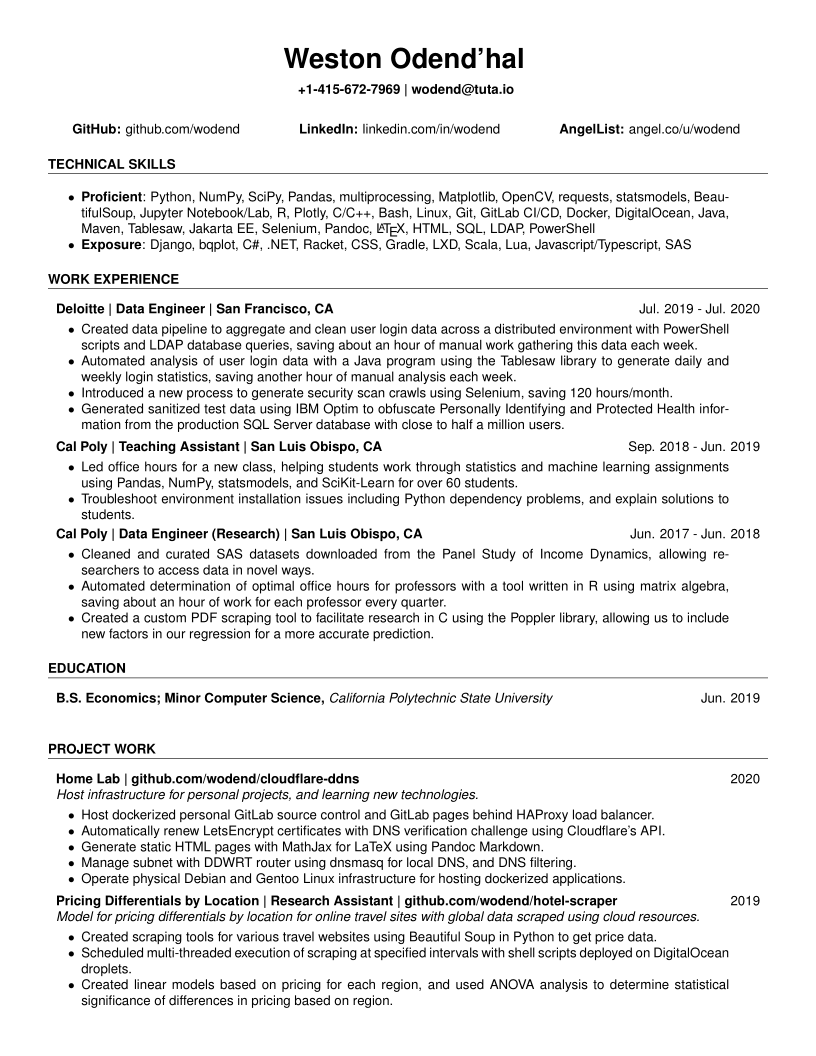 Weston Odend'hal
+1-415-672-7969 | wodend@tuta.io
GitHub: github.com/wodend LinkedIn: linkedin.com/in/wodend AngelList: angel.co/u/wodend
TECHNICAL SKILLS
• Proficient: Python, NumPy, SciPy, Pandas, multiprocessing, Matplotlib, OpenCV, requests, statsmodels, Beau-
tifulSoup, Jupyter Notebook/Lab, R, Plotly, C/C++, Bash, Linux, Git, GitLab CI/CD, Docker, DigitalOcean, Java,
Maven, Tablesaw, Jakarta EE, Selenium, Pandoc, LATEX, HTML, SQL, LDAP, PowerShell
• Exposure: Django, bqplot, C#, .NET, Racket, CSS, Gradle, LXD, Scala, Lua, Javascript/Typescript, SAS
WORK EXPERIENCE
Deloitte | Data Engineer | San Francisco, CA Jul. 2019 - Jul. 2020
• Created data pipeline to aggregate and clean user login data across a distributed environment with PowerShell
scripts and LDAP database queries, saving about an hour of manual work gathering this data each week.
• Automated analysis of user login data with a Java program using the Tablesaw library to generate daily and
weekly login statistics, saving another hour of manual analysis each week.
• Introduced a new process to generate security scan crawls using Selenium, saving 120 hours/month.
• Generated sanitized test data using IBM Optim to obfuscate Personally Identifying and Protected Health infor-
mation from the production SQL Server database with close to half a million users.
Cal Poly | Teaching Assistant | San Luis Obispo, CA Sep. 2018 - Jun. 2019
• Led office hours for a new class, helping students work through statistics and machine learning assignments
using Pandas, NumPy, statsmodels, and SciKit-Learn for over 60 students.
• Troubleshoot environment installation issues including Python dependency problems, and explain solutions to
students.
Cal Poly | Data Engineer (Research) | San Luis Obispo, CA Jun. 2017 - Jun. 2018
• Cleaned and curated SAS datasets downloaded from the Panel Study of Income Dynamics, allowing re-
searchers to access data in novel ways.
• Automated determination of optimal office hours for professors with a tool written in R using matrix algebra,
saving about an hour of work for each professor every quarter.
• Created a custom PDF scraping tool to facilitate research in C using the Poppler library, allowing us to include
new factors in our regression for a more accurate prediction.
EDUCATION
B.S. Economics; Minor Computer Science, California Polytechnic State University Jun. 2019
PROJECT WORK
Home Lab | github.com/wodend/cloudflare-ddns 2020
Host infrastructure for personal projects, and learning new technologies.
• Host dockerized personal GitLab source control and GitLab pages behind HAProxy load balancer.
• Automatically renew LetsEncrypt certificates with DNS verification challenge using Cloudflare's API.
• Generate static HTML pages with MathJax for LaTeX using Pandoc Markdown.
• Manage subnet with DDWRT router using dnsmasq for local DNS, and DNS filtering.
• Operate physical Debian and Gentoo Linux infrastructure for hosting dockerized applications.
Pricing Differentials by Location | Research Assistant | github.com/wodend/hotel-scraper 2019
Model for pricing differentials by location for online travel sites with global data scraped using cloud resources.
• Created scraping tools for various travel websites using Beautiful Soup in Python to get price data.
• Scheduled multi-threaded execution of scraping at specified intervals with shell scripts deployed on DigitalOcean
droplets.
• Created linear models based on pricing for each region, and used ANOVA analysis to determine statistical
significance of differences in pricing based on region.